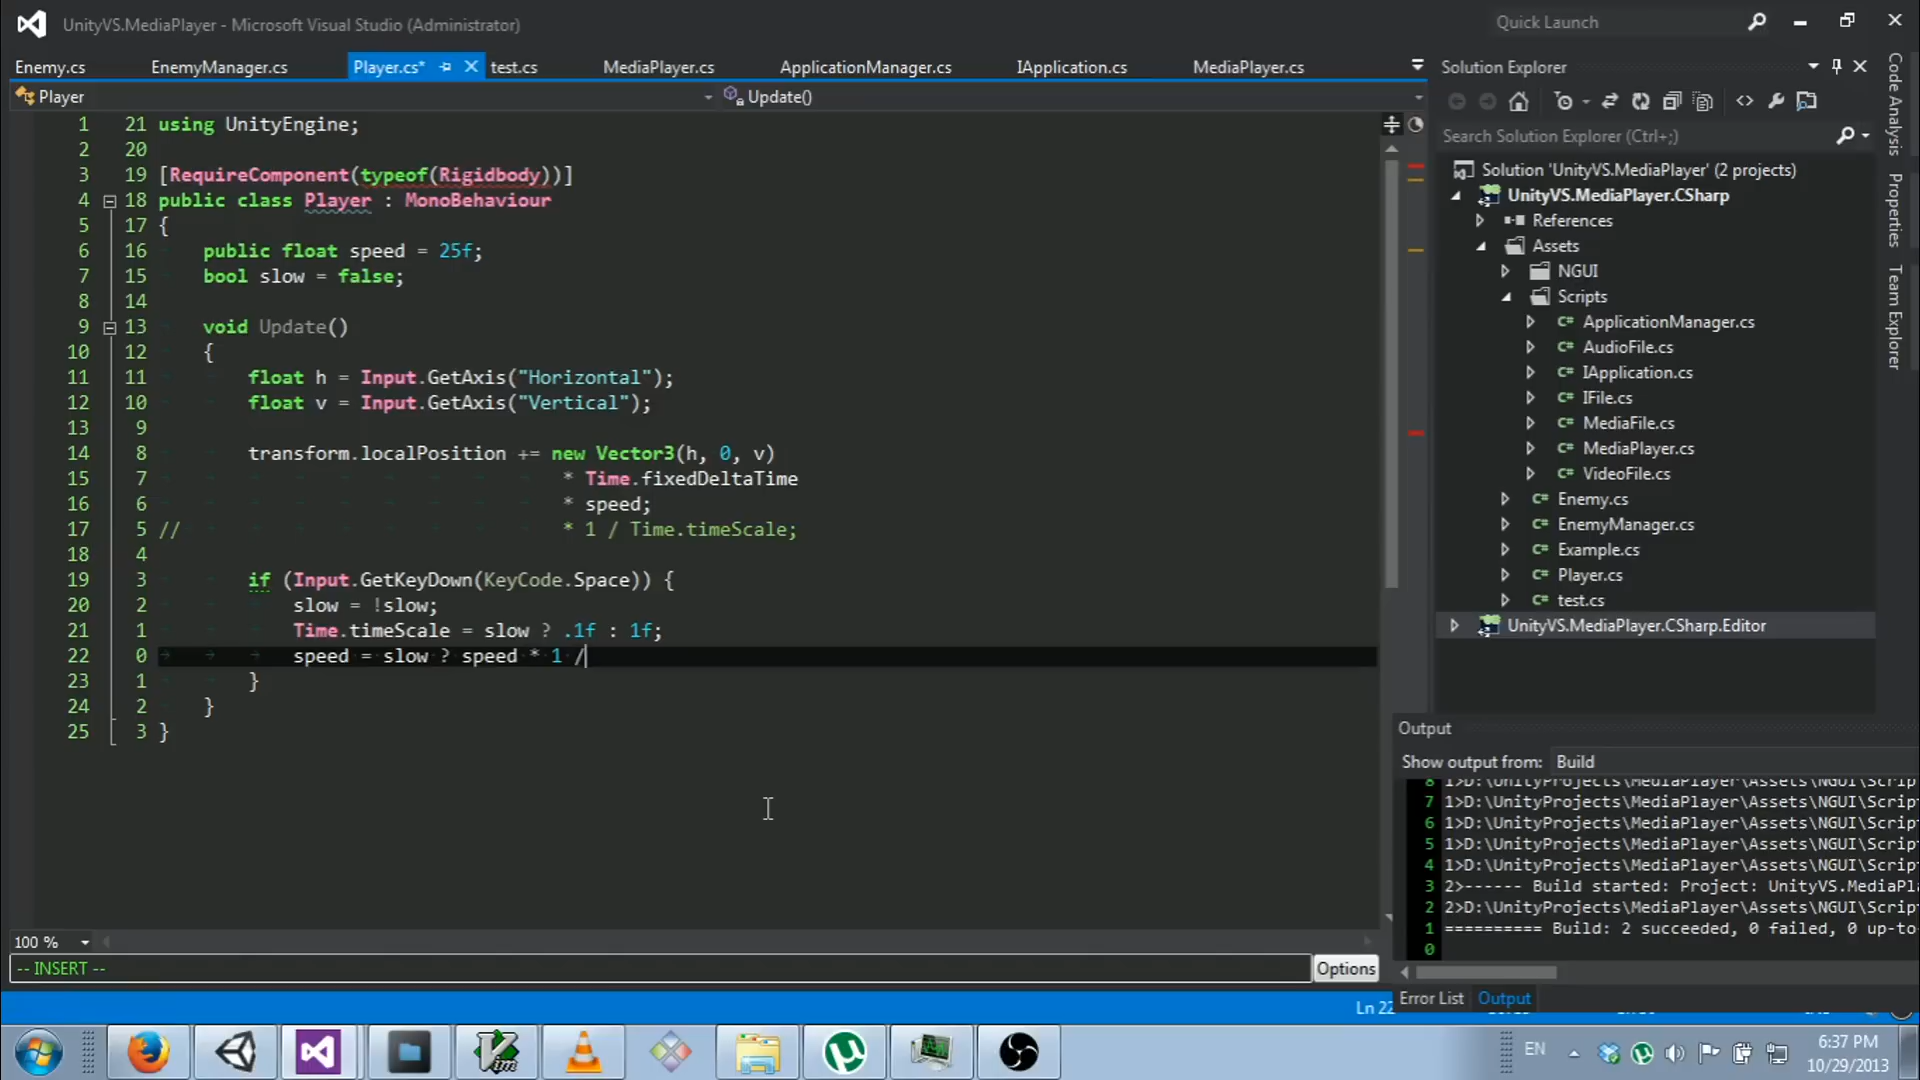 UnityVS.MediaPlayer - Microsoft Visual Studio (Administrator)
Quick Launch
Enemy.cs EnemyManager.cs Player.cs* test.cs MediaPlayer.cs ApplicationManager.cs IApplication.cs MediaPlayer.cs
Player Update()
1 21 using UnityEngine;
2 20
3 19 [RequireComponent(typeof(Rigidbody))]
4 18 public class Player : MonoBehaviour
5 17 {
6 16 public float speed = 25f;
7 15 bool slow = false;
8 14
9 13 void Update()
10 12 {
11 11 float h = Input.GetAxis("Horizontal");
12 10 float v = Input.GetAxis("Vertical");
13 9
14 8 transform.localPosition += new Vector3(h, 0, v)
15 7 * Time.fixedDeltaTime
16 6 * speed;
17 5 // * 1 / Time.timeScale;
18 4
19 3 if (Input.GetKeyDown(KeyCode.Space)) {
20 2 slow = !slow;
21 1 Time.timeScale = slow ? .1f : 1f;
22 0 speed = slow ? speed * 1 /
23 1 }
24 2 }
25 3 }
100 %
-- INSERT --
Options
Ln 22
Solution Explorer
Search Solution Explorer (Ctrl+;)
Solution 'UnityVS.MediaPlayer' (2 projects)
UnityVS.MediaPlayer.CSharp
References
Assets
NGUI
Scripts
C# ApplicationManager.cs
C# AudioFile.cs
C# IApplication.cs
C# IFile.cs
C# MediaFile.cs
C# MediaPlayer.cs
C# VideoFile.cs
C# Enemy.cs
C# EnemyManager.cs
C# Example.cs
C# Player.cs
C# test.cs
UnityVS.MediaPlayer.CSharp.Editor
Code Analysis
Properties
Team Explorer
Output
Show output from: Build
8 1>D:\UnityProjects\MediaPlayer\Assets\NGUI\Script
7 1>D:\UnityProjects\MediaPlayer\Assets\NGUI\Script
6 1>D:\UnityProjects\MediaPlayer\Assets\NGUI\Script
5 1>D:\UnityProjects\MediaPlayer\Assets\NGUI\Script
4 1>D:\UnityProjects\MediaPlayer\Assets\NGUI\Script
3 2>------ Build started: Project: UnityVS.MediaPl
2 2>D:\UnityProjects\MediaPlayer\Assets\NGUI\Script
1 ========== Build: 2 succeeded, 0 failed, 0 up-to
0
Error List Output
Vim
EN
6:37 PM
10/29/2013